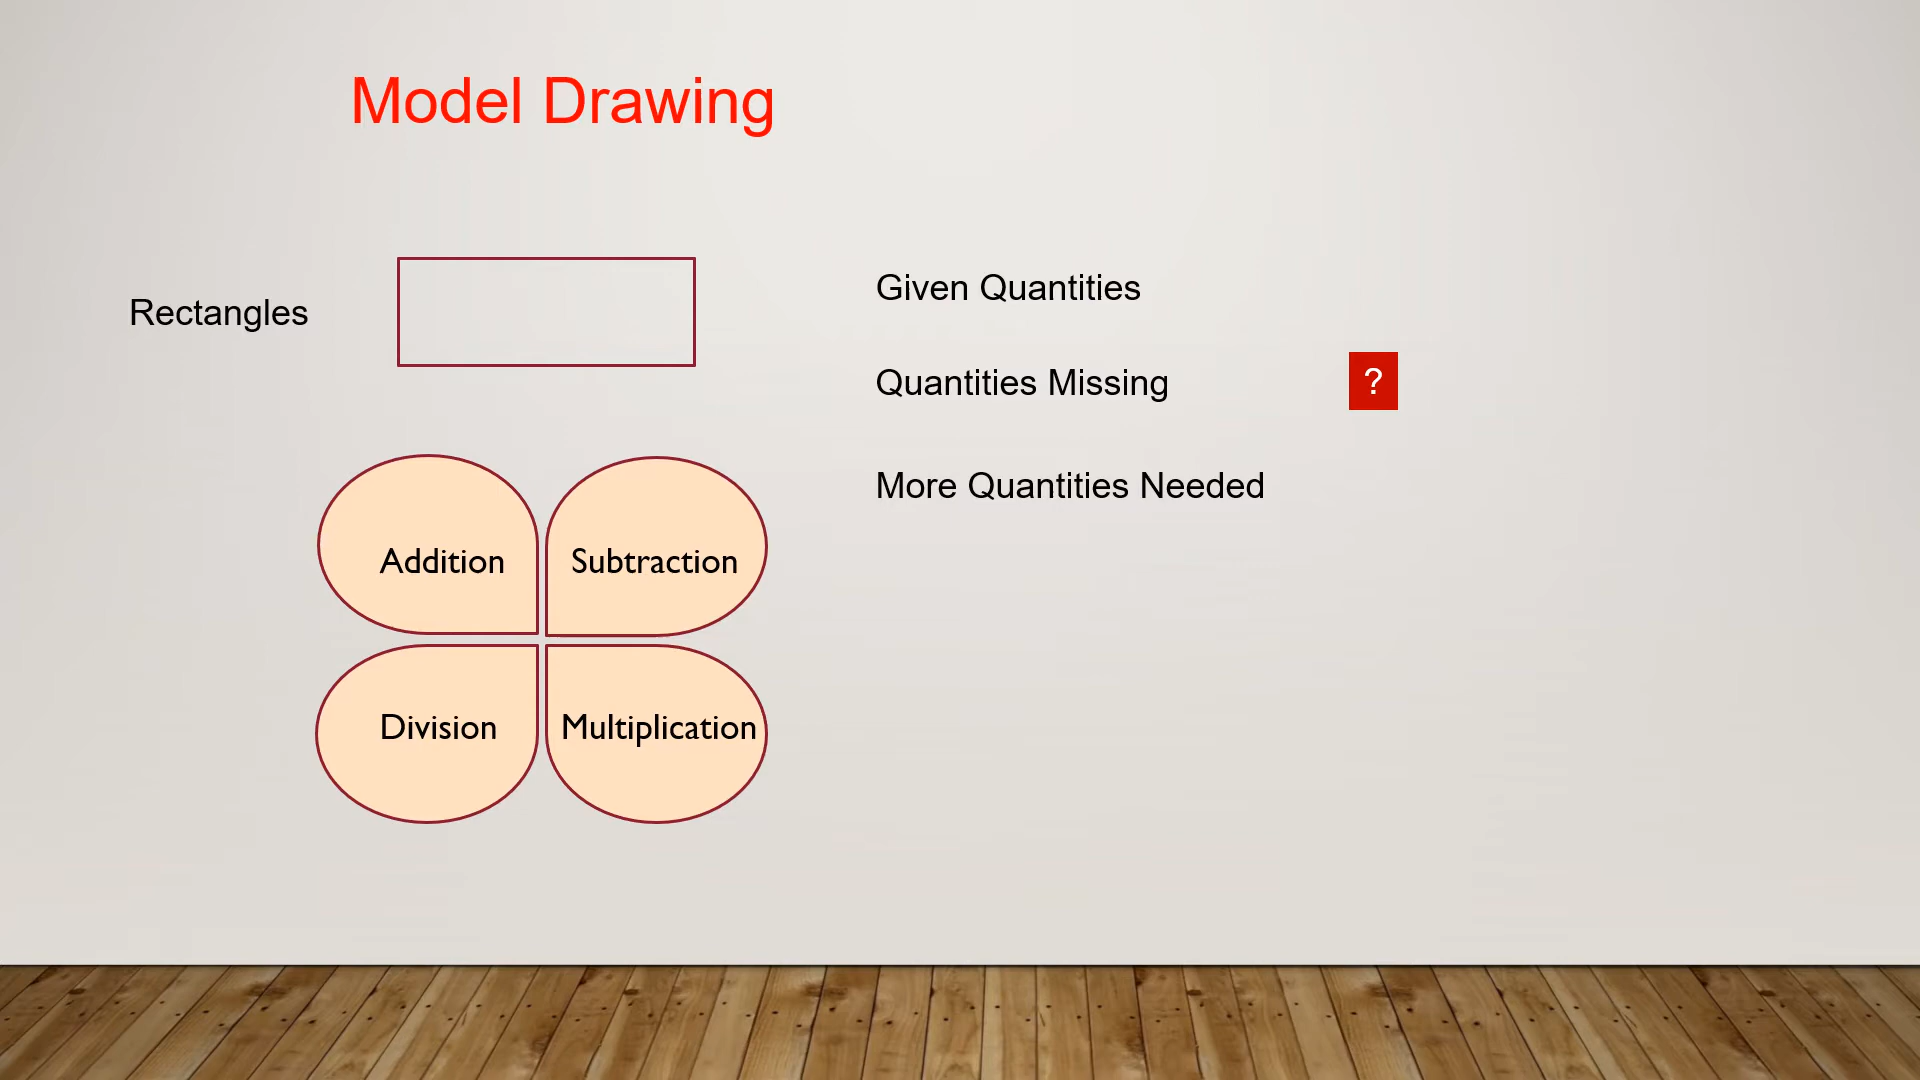 Model Drawing
Rectangles
Given Quantities
Quantities Missing
?
More Quantities Needed
Addition
Subtraction
Division
Multiplication